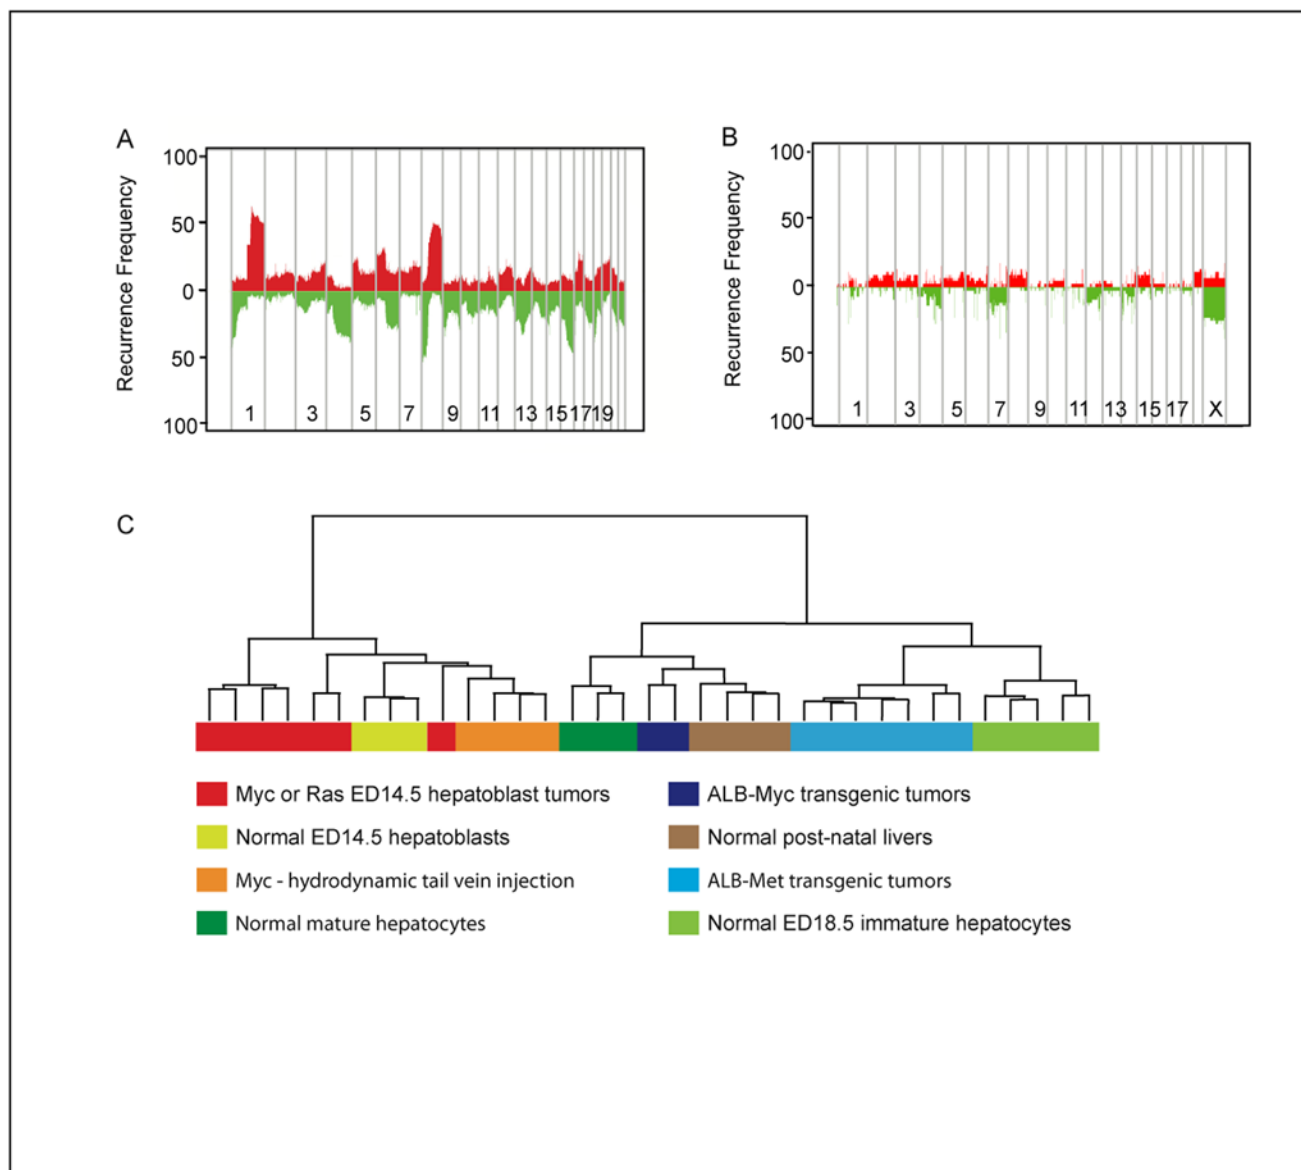 A
Recurrence Frequency
100
50
0
50
100
1 3 5 7 9 11 13 15 17 19
B
Recurrence Frequency
100
50
0
50
100
1 3 5 7 9 11 13 15 17 X
C
Myc or Ras ED14.5 hepatoblast tumors
Normal ED14.5 hepatoblasts
Myc - hydrodynamic tail vein injection
Normal mature hepatocytes
ALB-Myc transgenic tumors
Normal post-natal livers
ALB-Met transgenic tumors
Normal ED18.5 immature hepatocytes